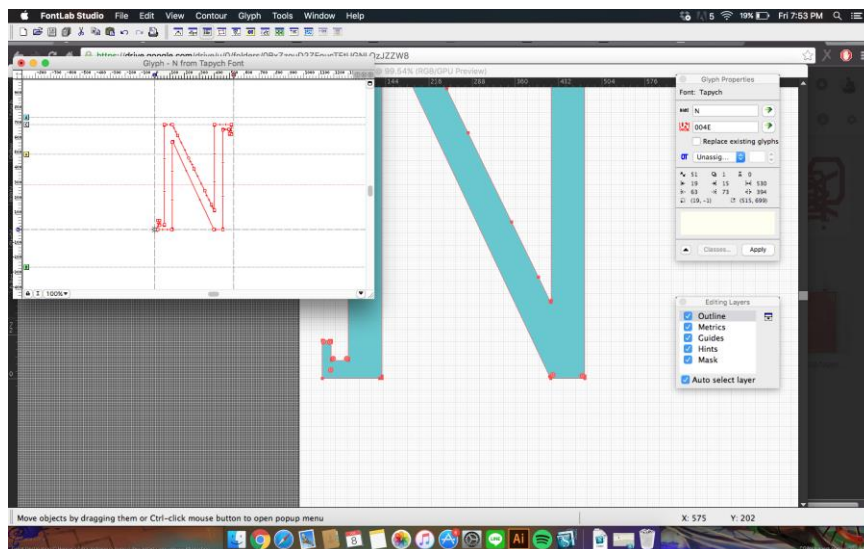 FontLab Studio File Edit View Contour Glyph Tools Window Help
5 19% Fri 7:53 PM
Glyph - N from Tapych Font
@ 99.54% (RGB/GPU Preview)
144 216 288 360 432 504 576
100%
Glyph Properties
Font: Tapych
N
004E
Replace existing glyphs
Unassig...
51 1 0
19 15 530
63 73 394
(19, -1) (515, 699)
Classes... Apply
Editing Layers
Outline
Metrics
Guides
Hints
Mask
Auto select layer
Move objects by dragging them or Ctrl-click mouse button to open popup menu X: 575 Y: 202
8
Ai